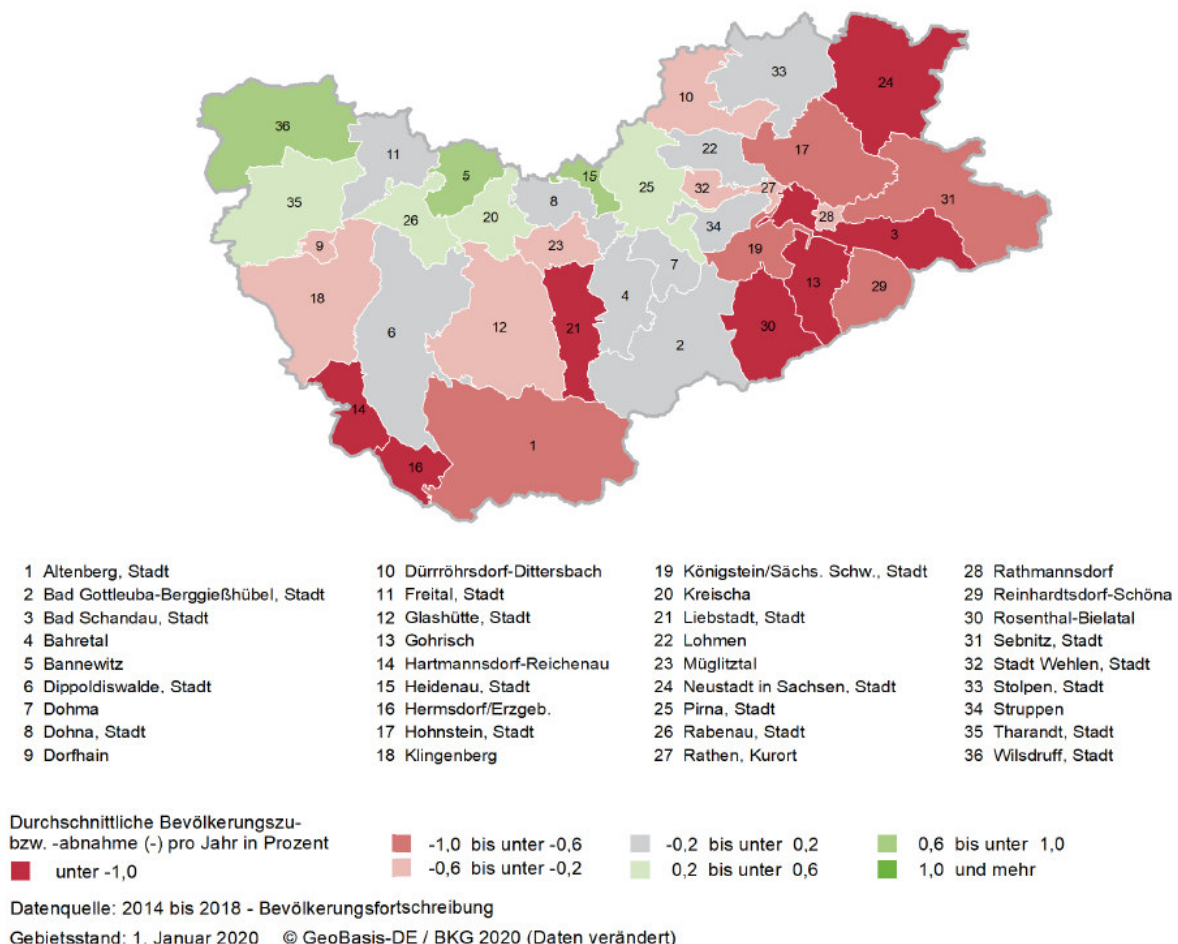 33
24
10
36
11
22
17
5
15
25
32
27
31
35
8
28
26
20
34
3
9
23
19
7
13
29
18
4
12
21
30
6
2
14
1
16
1 Altenberg, Stadt
2 Bad Gottleuba-Berggießhübel, Stadt
3 Bad Schandau, Stadt
4 Bahretal
5 Bannewitz
6 Dippoldiswalde, Stadt
7 Dohma
8 Dohna, Stadt
9 Dorfhain
10 Dürrröhrsdorf-Dittersbach
11 Freital, Stadt
12 Glashütte, Stadt
13 Gohrisch
14 Hartmannsdorf-Reichenau
15 Heidenau, Stadt
16 Hermsdorf/Erzgeb.
17 Hohnstein, Stadt
18 Klingenberg
19 Königstein/Sächs. Schw., Stadt
20 Kreischa
21 Liebstadt, Stadt
22 Lohmen
23 Müglitztal
24 Neustadt in Sachsen, Stadt
25 Pirna, Stadt
26 Rabenau, Stadt
27 Rathen, Kurort
28 Rathmannsdorf
29 Reinhardtsdorf-Schöna
30 Rosenthal-Bielatal
31 Sebnitz, Stadt
32 Stadt Wehlen, Stadt
33 Stolpen, Stadt
34 Struppen
35 Tharandt, Stadt
36 Wilsdruff, Stadt
Durchschnittliche Bevölkerungszu-
bzw. -abnahme (-) pro Jahr in Prozent
unter -1,0
-1,0 bis unter -0,6
-0,6 bis unter -0,2
-0,2 bis unter 0,2
0,2 bis unter 0,6
0,6 bis unter 1,0
1,0 und mehr
Datenquelle: 2014 bis 2018 - Bevölkerungsfortschreibung
Gebietsstand: 1. Januar 2020 © GeoBasis-DE / BKG 2020 (Daten verändert)